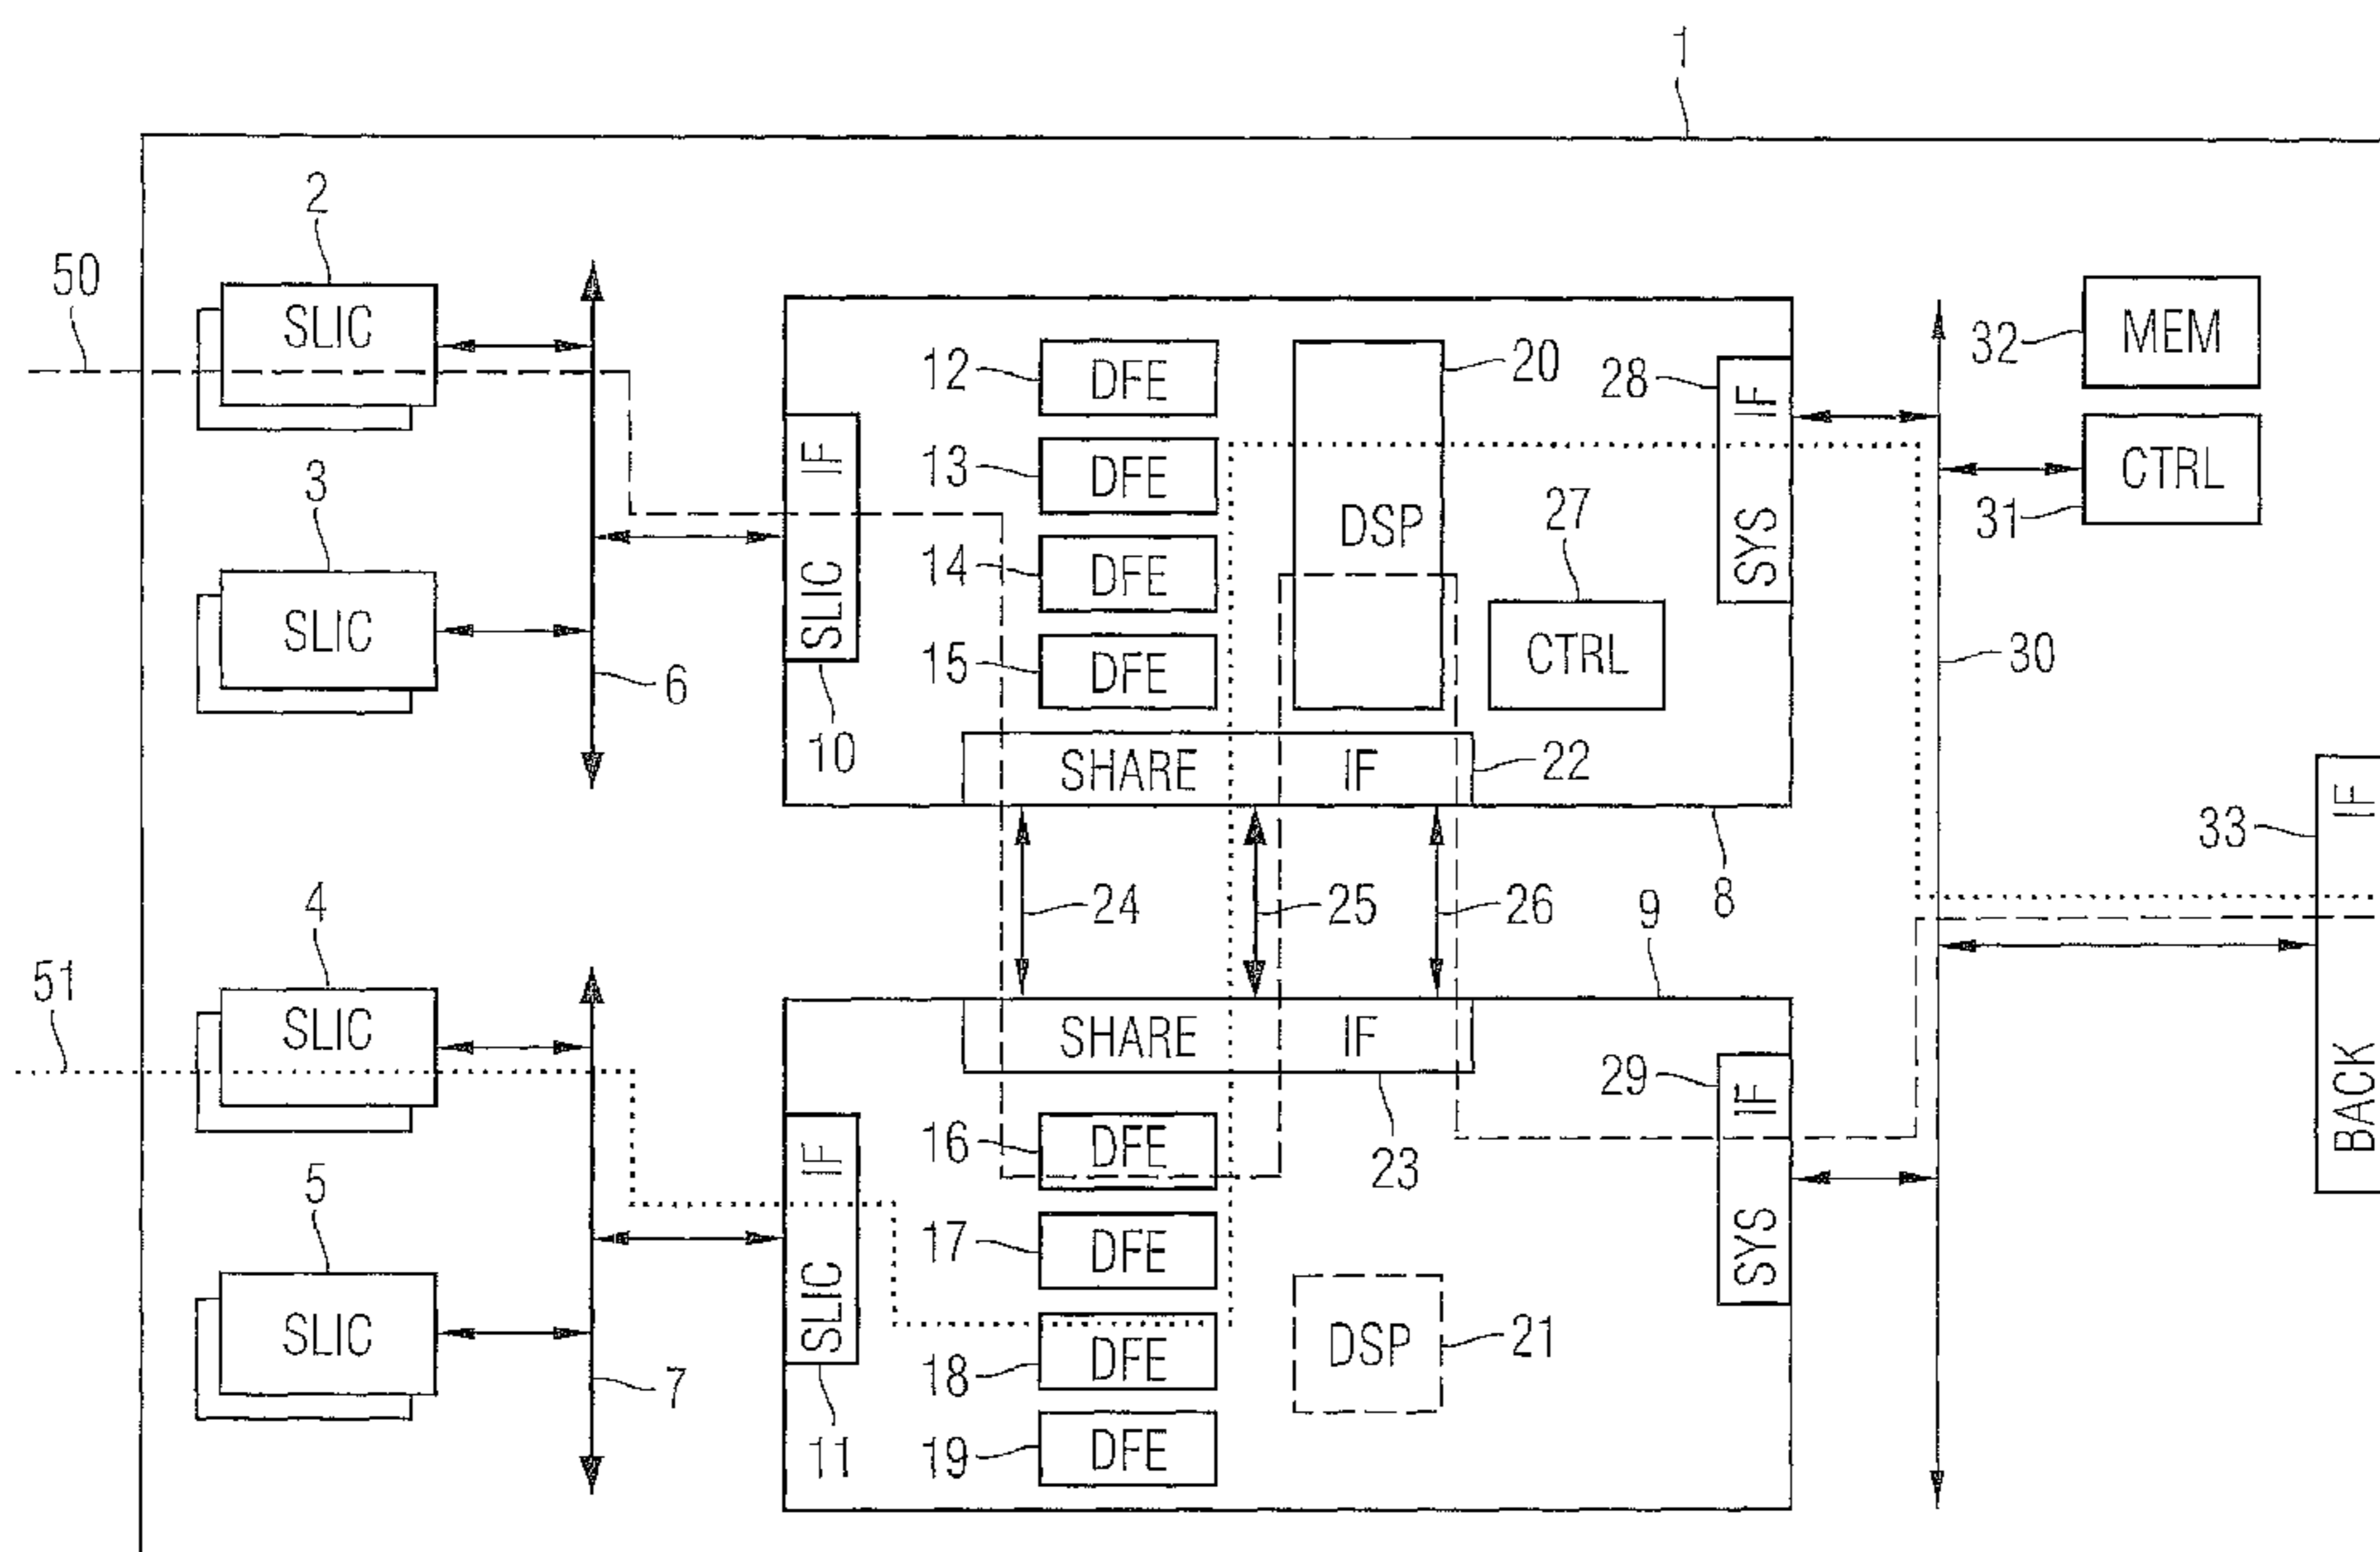 1
2
50
SLIC
3
SLIC
6
12
DFE
13
DFE
14
DFE
15
DFE
20
DSP
28
IF
SYS
27
CTRL
32
MEM
31
CTRL
30
IF
SLIC
10
SHARE IF
22
8
24
25
26
33
IF
BACK
9
4
51
SLIC
5
SLIC
7
SHARE IF
23
29
IF
SYS
IF
SLIC
11
16
DFE
17
DFE
18
DFE
19
DFE
DSP
21